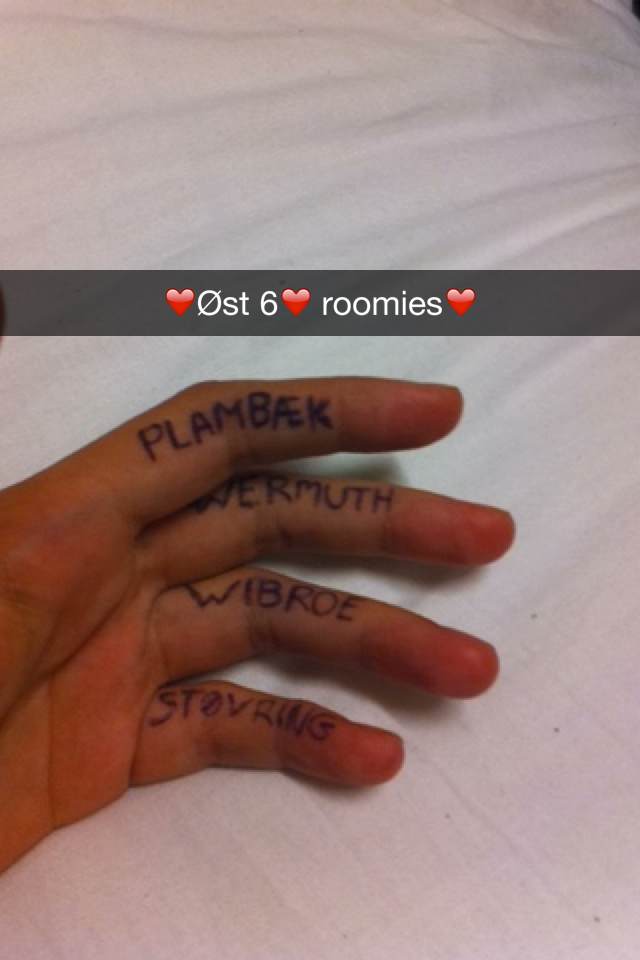 ❤️Øst 6❤️ roomies❤️
PLAMBÆK
WERMUTH
WIBROE
STØVRING